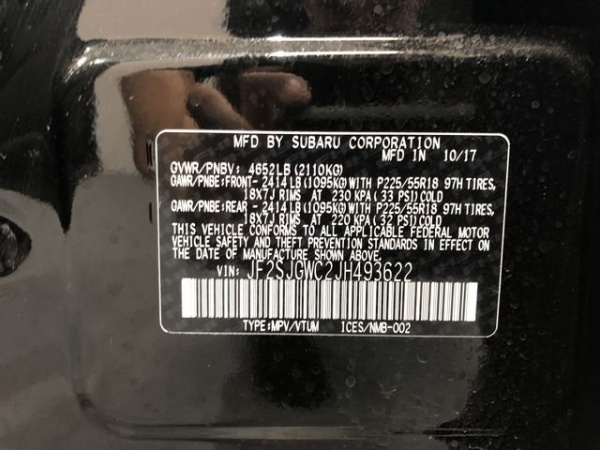 MFD BY SUBARU CORPORATION
MFD IN 10/17
GVWR/PNBV: 4652LB(2110KG)
GAWR/PNBE:FRONT-2414LB(1095KG)WITH P225/55R18 97H TIRES,
18X7J RIMS AT 230 KPA(33 PSI)COLD
GAWR/PNBE:REAR -2414LB(1095KG)WITH P225/55R18 97H TIRES,
18X7J RIMS AT 220 KPA(32 PSI)COLD
THIS VEHICLE CONFORMS TO ALL APPLICABLE FEDERAL MOTOR
VEHICLE SAFETY AND THEFT PREVENTION STANDARDS IN EFFECT
ON THE DATE OF MANUFACTURE SHOWN ABOVE.
VIN: JF2SJGWC2JH493622
TYPE:MPV/VTUM ICES/NMB-002